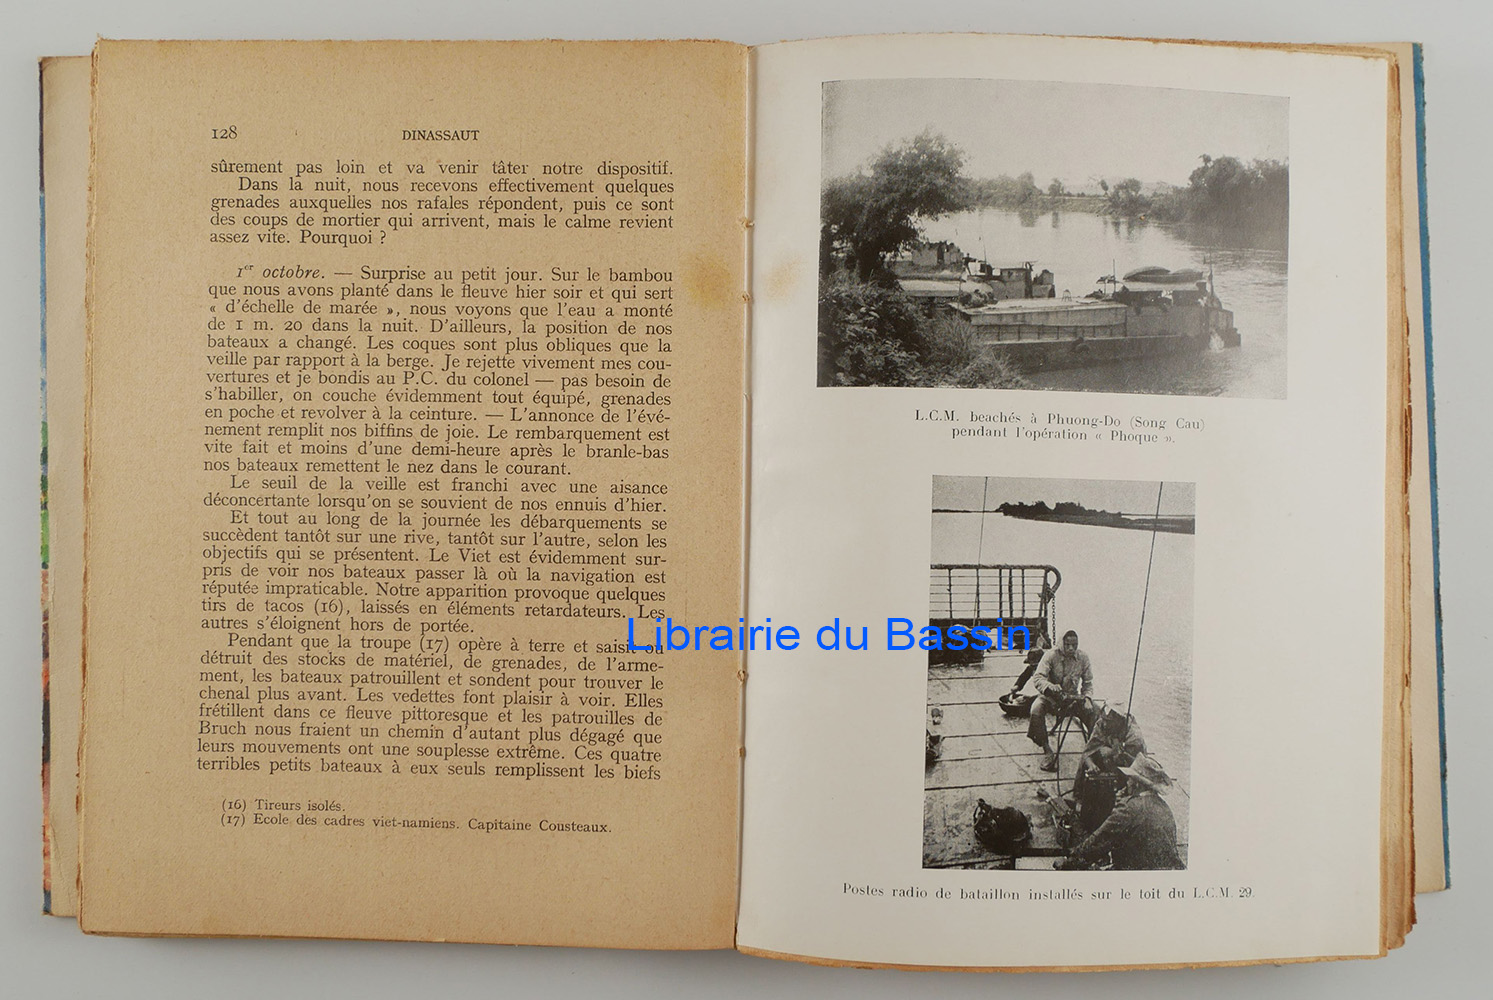 128 DINASSAUT
sûrement pas loin et va venir tâter notre dispositif.
Dans la nuit, nous recevons effectivement quelques
grenades auxquelles nos rafales répondent, puis ce sont
des coups de mortier qui arrivent, mais le calme revient
assez vite. Pourquoi ?
1er octobre. — Surprise au petit jour. Sur le bambou
que nous avons planté dans le fleuve hier soir et qui sert
« d'échelle de marée », nous voyons que l'eau a monté
de 1 m. 20 dans la nuit. D'ailleurs, la position de nos
bateaux a changé. Les coques sont plus obliques que la
veille par rapport à la berge. Je rejette vivement mes cou-
vertures et je bondis au P.C. du colonel — pas besoin de
s'habiller, on couche évidemment tout équipé, grenades
en poche et revolver à la ceinture. — L'annonce de l'évé-
nement remplit nos biffins de joie. Le rembarquement est
vite fait et moins d'une demi-heure après le branle-bas
nos bateaux remettent le nez dans le courant.
Le seuil de la veille est franchi avec une aisance
déconcertante lorsqu'on se souvient de nos ennuis d'hier.
Et tout au long de la journée les débarquements se
succèdent tantôt sur une rive, tantôt sur l'autre, selon les
objectifs qui se présentent. Le Viet est évidemment sur-
pris de voir nos bateaux passer là où la navigation est
réputée impraticable. Notre apparition provoque quelques
tirs de tacos (16), laissés en éléments retardateurs. Les
autres s'éloignent hors de portée.
Pendant que la troupe (17) opère à terre et saisit ou
détruit des stocks de matériel, de grenades, de l'arme-
ment, les bateaux patrouillent et sondent pour trouver le
chenal plus avant. Les vedettes font plaisir à voir. Elles
frétillent dans ce fleuve pittoresque et les patrouilles de
Bruch nous fraient un chemin d'autant plus dégagé que
leurs mouvements ont une souplesse extrême. Ces quatre
terribles petits bateaux à eux seuls remplissent les biefs
(16) Tireurs isolés.
(17) Ecole des cadres viet-namiens. Capitaine Cousteaux.
L.C.M. beachés à Phuong-Do (Song Cau)
pendant l'opération « Phoque ».
Postes radio de bataillon installés sur le toit du L.C.M. 29.
Librairie du Bassin